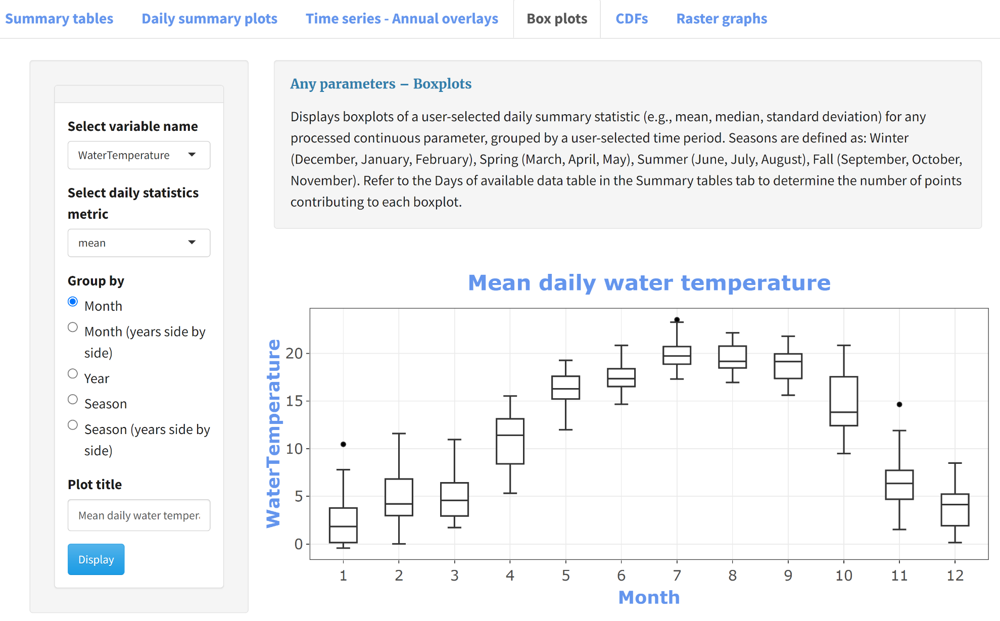 Summary tables Daily summary plots Time series - Annual overlays Box plots CDFs Raster graphs
Select variable name
WaterTemperature
Select daily statistics
metric
mean
Group by
Month
Month (years side by
side)
Year
Season
Season (years side by
side)
Plot title
Mean daily water temper
Display
Any parameters – Boxplots
Displays boxplots of a user-selected daily summary statistic (e.g., mean, median, standard deviation) for any
processed continuous parameter, grouped by a user-selected time period. Seasons are defined as: Winter
(December, January, February), Spring (March, April, May), Summer (June, July, August), Fall (September, October,
November). Refer to the Days of available data table in the Summary tables tab to determine the number of points
contributing to each boxplot.
Mean daily water temperature
WaterTemperature
20
15
10
5
0
1 2 3 4 5 6 7 8 9 10 11 12
Month